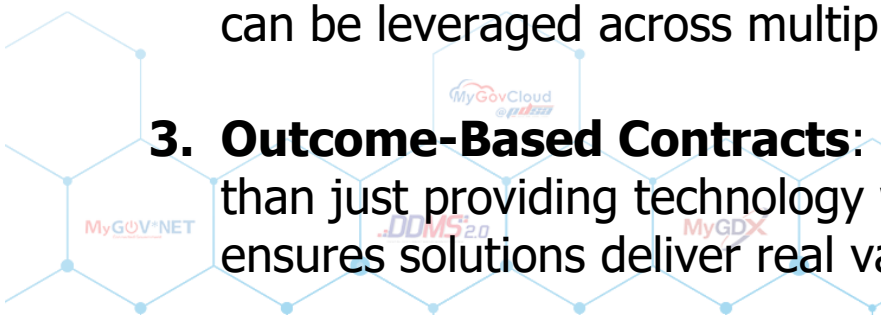 can be leveraged across multip
MyGovCloud
@pdsa
3. Outcome-Based Contracts:
than just providing technology
MyGOV*NET
DDMS 2.0
MyGDX
ensures solutions deliver real va